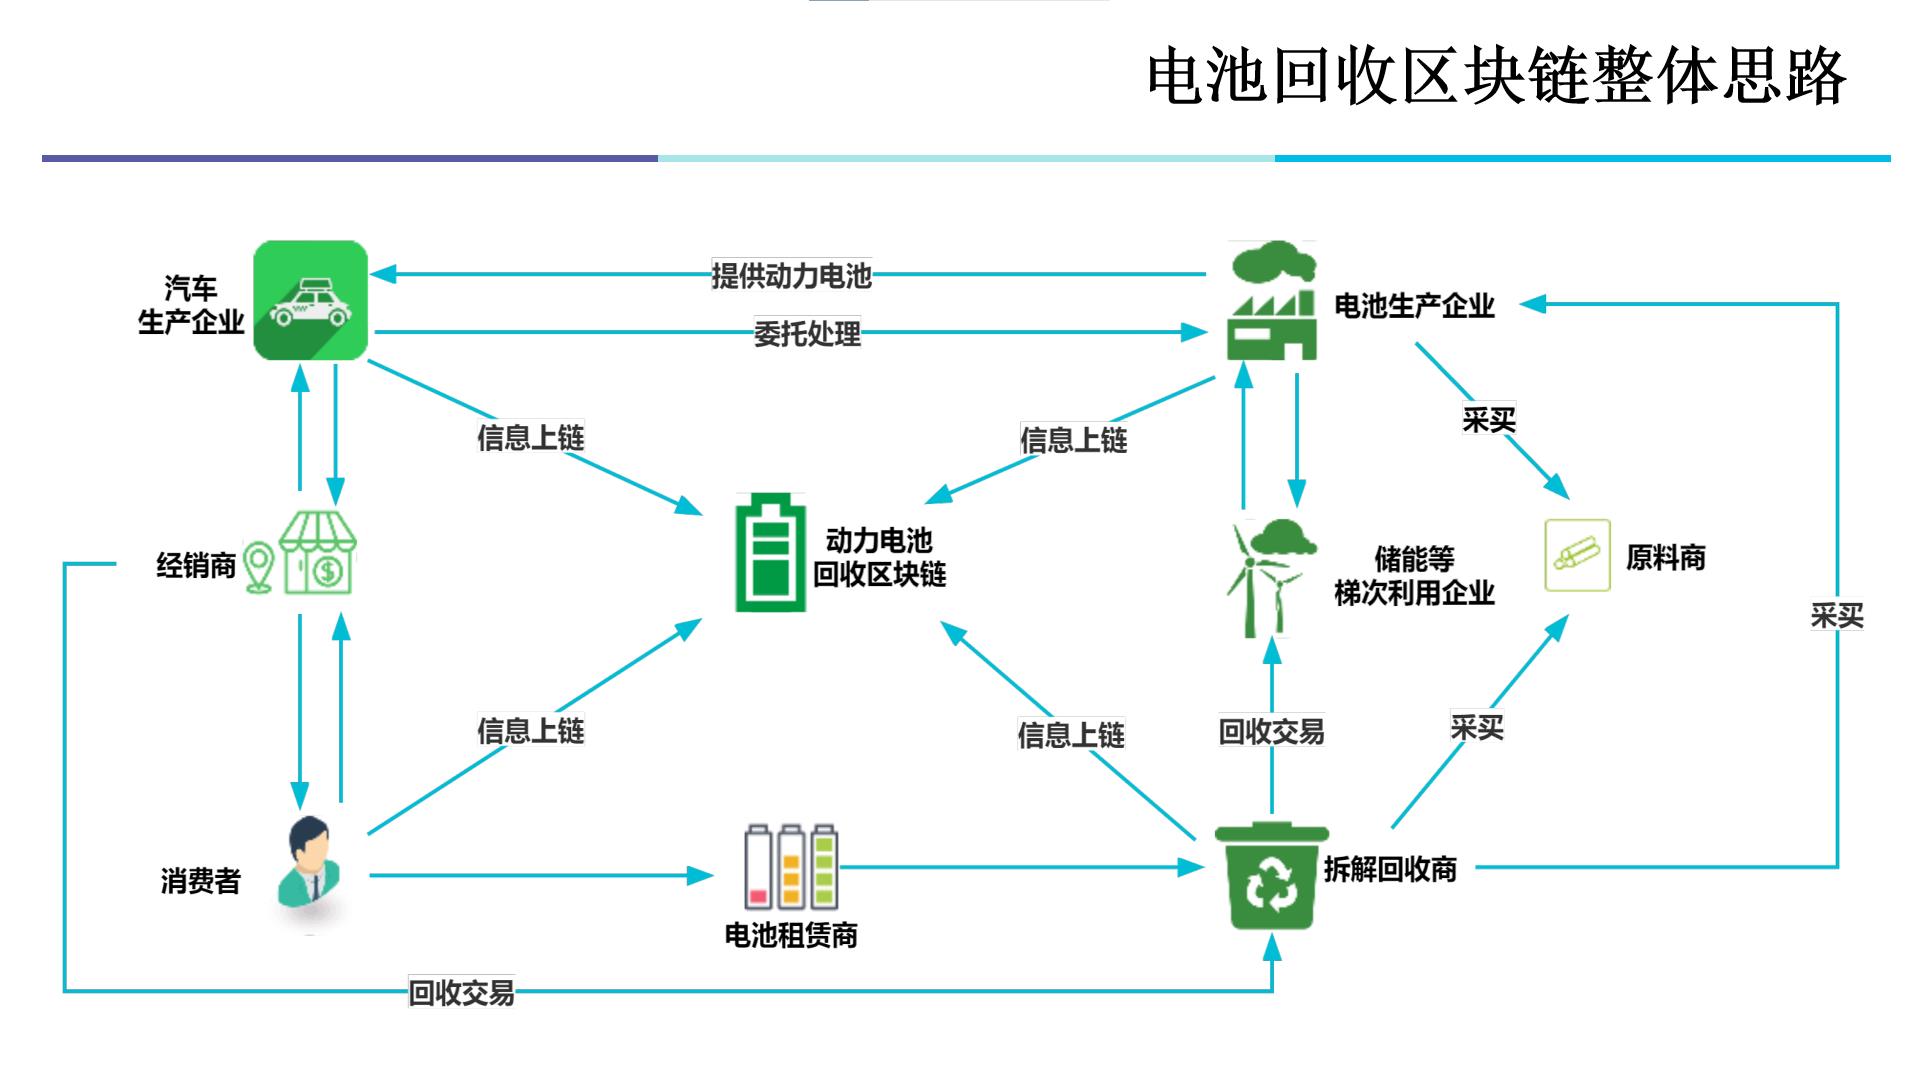 电池回收区块链整体思路
提供动力电池
汽车
生产企业
电池生产企业
委托处理
采买
信息上链
信息上链
动力电池
回收区块链
经销商
储能等
梯次利用企业
原料商
采买
信息上链
信息上链
回收交易
采买
消费者
拆解回收商
电池租赁商
回收交易